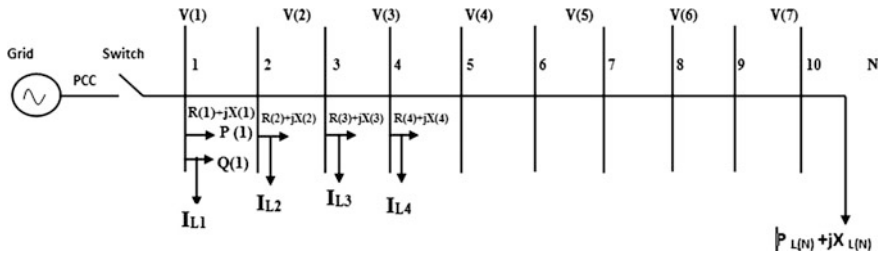 V(1) V(2) V(3) V(4) V(5) V(6) V(7)
Grid Switch
PCC
1 2 3 4 5 6 7 8 9 10 N
R(1)+jX(1) R(2)+jX(2) R(3)+jX(3) R(4)+jX(4)
P(1)
Q(1)
IL1 IL2 IL3 IL4
P L(N) +jX L(N)